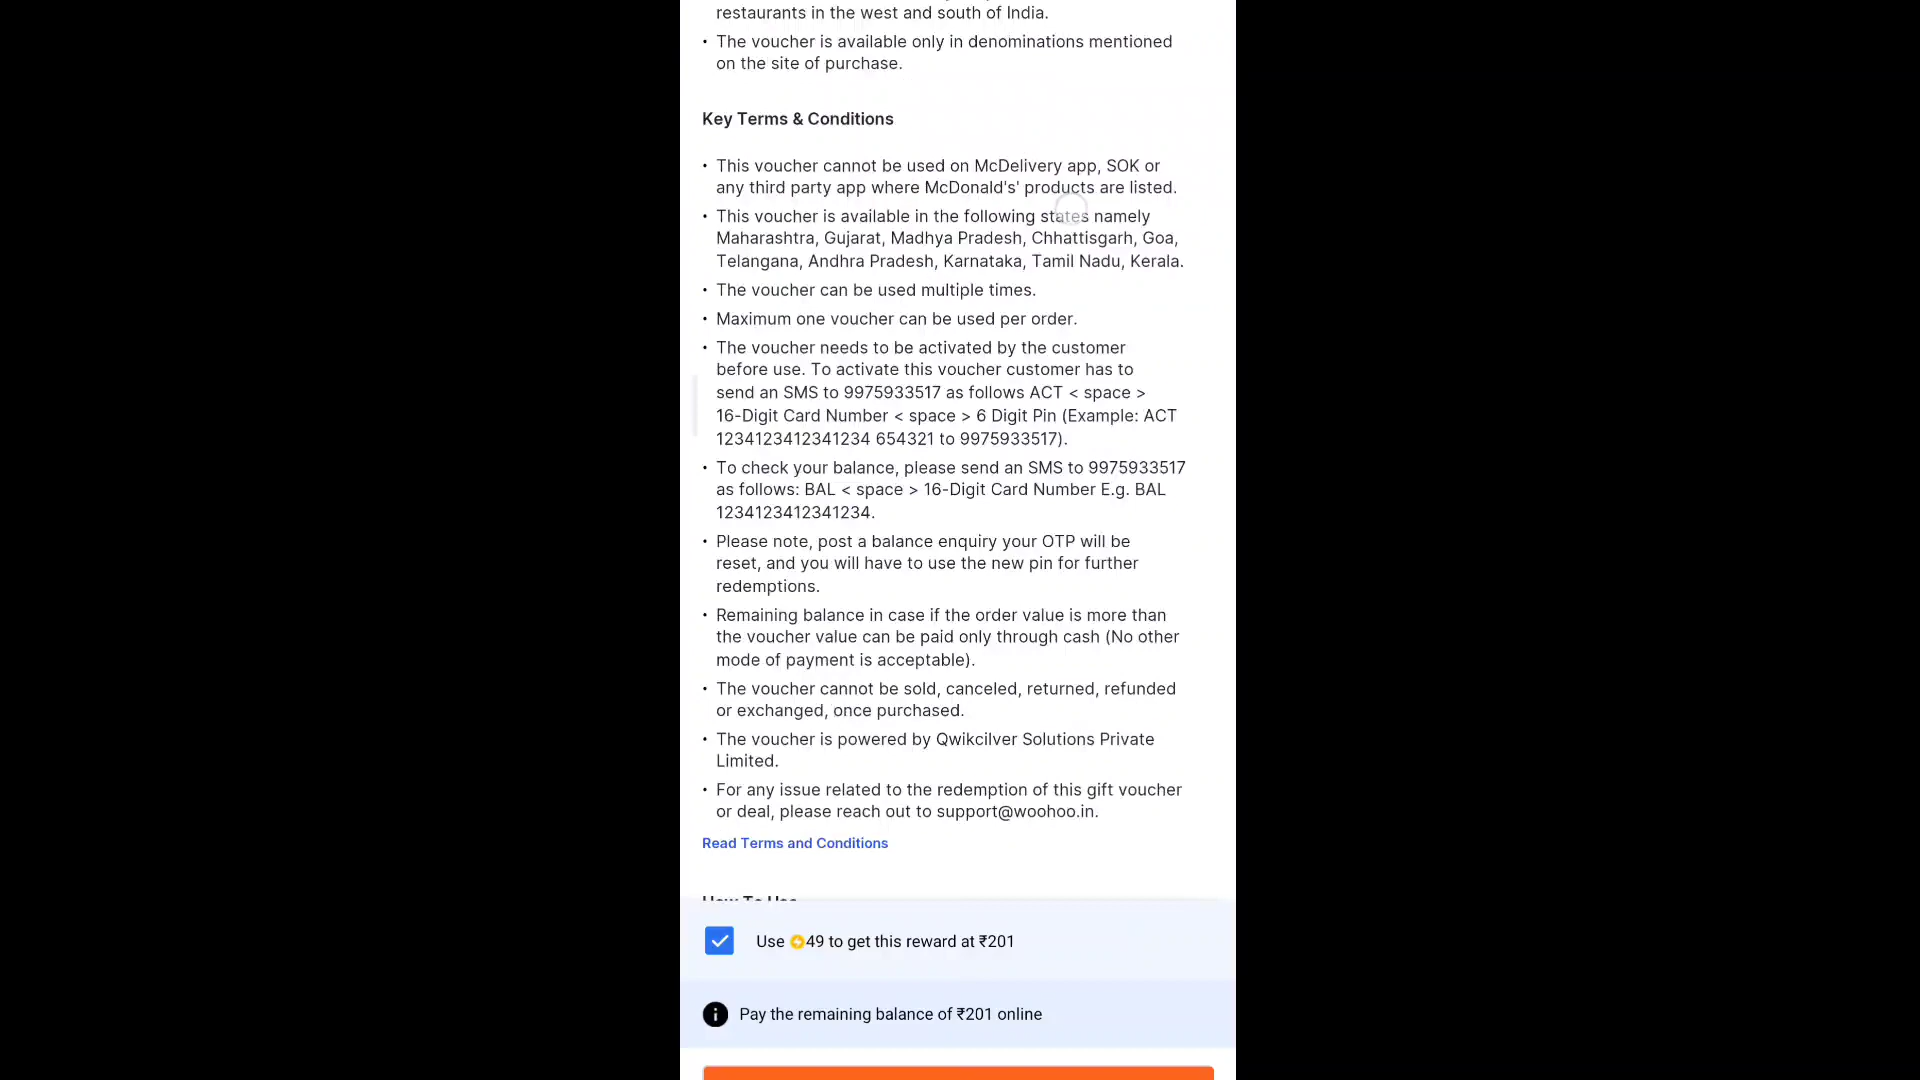 restaurants in the west and south of India.
• The voucher is available only in denominations mentioned
on the site of purchase.
Key Terms & Conditions
• This voucher cannot be used on McDelivery app, SOK or
any third party app where McDonald's' products are listed.
• This voucher is available in the following states namely
Maharashtra, Gujarat, Madhya Pradesh, Chhattisgarh, Goa,
Telangana, Andhra Pradesh, Karnataka, Tamil Nadu, Kerala.
• The voucher can be used multiple times.
• Maximum one voucher can be used per order.
• The voucher needs to be activated by the customer
before use. To activate this voucher customer has to
send an SMS to 9975933517 as follows ACT < space >
16-Digit Card Number < space > 6 Digit Pin (Example: ACT
1234123412341234 654321 to 9975933517).
• To check your balance, please send an SMS to 9975933517
as follows: BAL < space > 16-Digit Card Number E.g. BAL
1234123412341234.
• Please note, post a balance enquiry your OTP will be
reset, and you will have to use the new pin for further
redemptions.
• Remaining balance in case if the order value is more than
the voucher value can be paid only through cash (No other
mode of payment is acceptable).
• The voucher cannot be sold, canceled, returned, refunded
or exchanged, once purchased.
• The voucher is powered by Qwikcilver Solutions Private
Limited.
• For any issue related to the redemption of this gift voucher
or deal, please reach out to support@woohoo.in.
Read Terms and Conditions
How To Use
Use 49 to get this reward at ₹201
Pay the remaining balance of ₹201 online